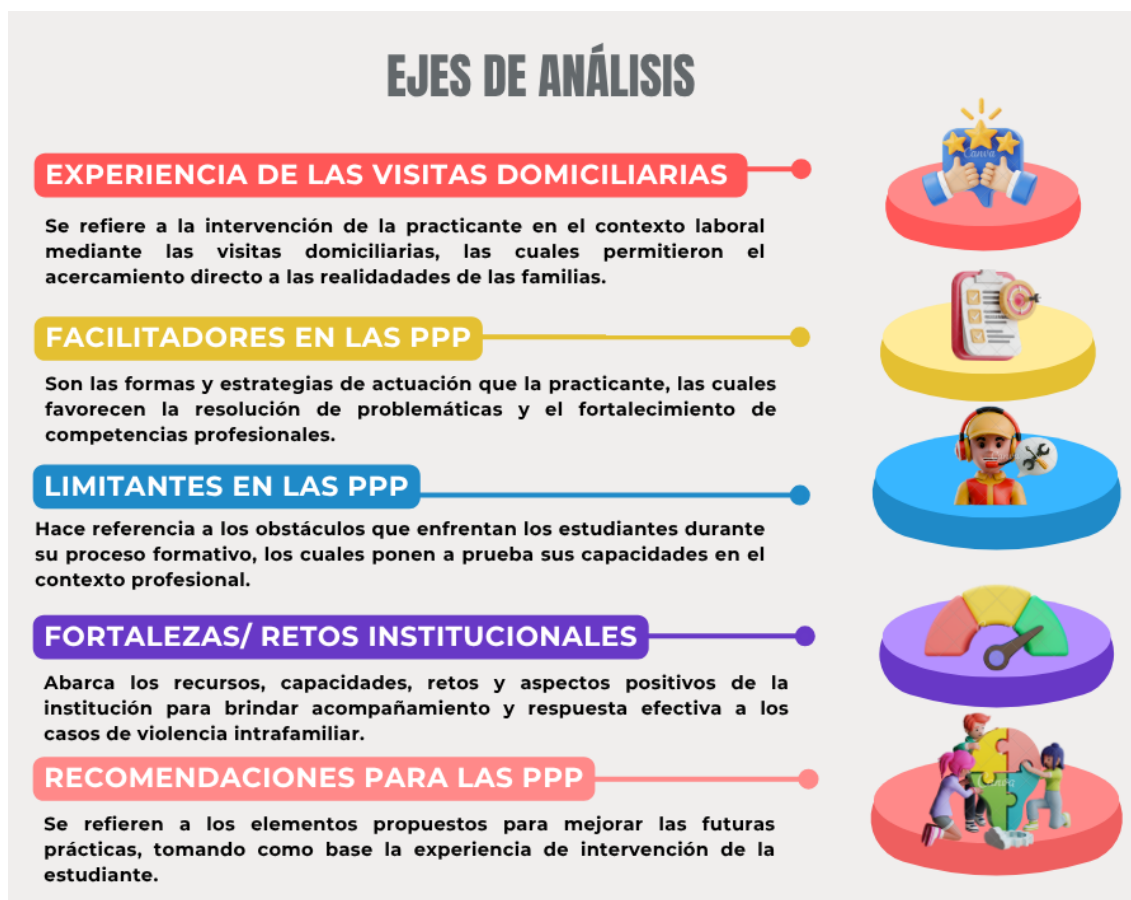 EJES DE ANÁLISIS
EXPERIENCIA DE LAS VISITAS DOMICILIARIAS
Se refiere a la intervención de la practicante en el contexto laboral
mediante las visitas domiciliarias, las cuales permitieron el
acercamiento directo a las realidadades de las familias.
FACILITADORES EN LAS PPP
Son las formas y estrategias de actuación que la practicante, las cuales
favorecen la resolución de problemáticas y el fortalecimiento de
competencias profesionales.
LIMITANTES EN LAS PPP
Hace referencia a los obstáculos que enfrentan los estudiantes durante
su proceso formativo, los cuales ponen a prueba sus capacidades en el
contexto profesional.
FORTALEZAS/ RETOS INSTITUCIONALES
Abarca los recursos, capacidades, retos y aspectos positivos de la
institución para brindar acompañamiento y respuesta efectiva a los
casos de violencia intrafamiliar.
RECOMENDACIONES PARA LAS PPP
Se refieren a los elementos propuestos para mejorar las futuras
prácticas, tomando como base la experiencia de intervención de la
estudiante.
Canva
Canva